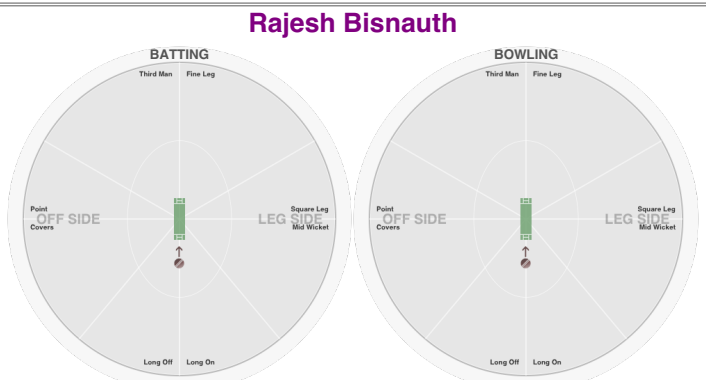 Rajesh Bisnauth
BATTING
Third Man Fine Leg
Point
OFF SIDE
Covers
Square Leg
LEG SIDE
Mid Wicket
Long Off Long On
BOWLING
Third Man Fine Leg
Point
OFF SIDE
Covers
Square Leg
LEG SIDE
Mid Wicket
Long Off Long On